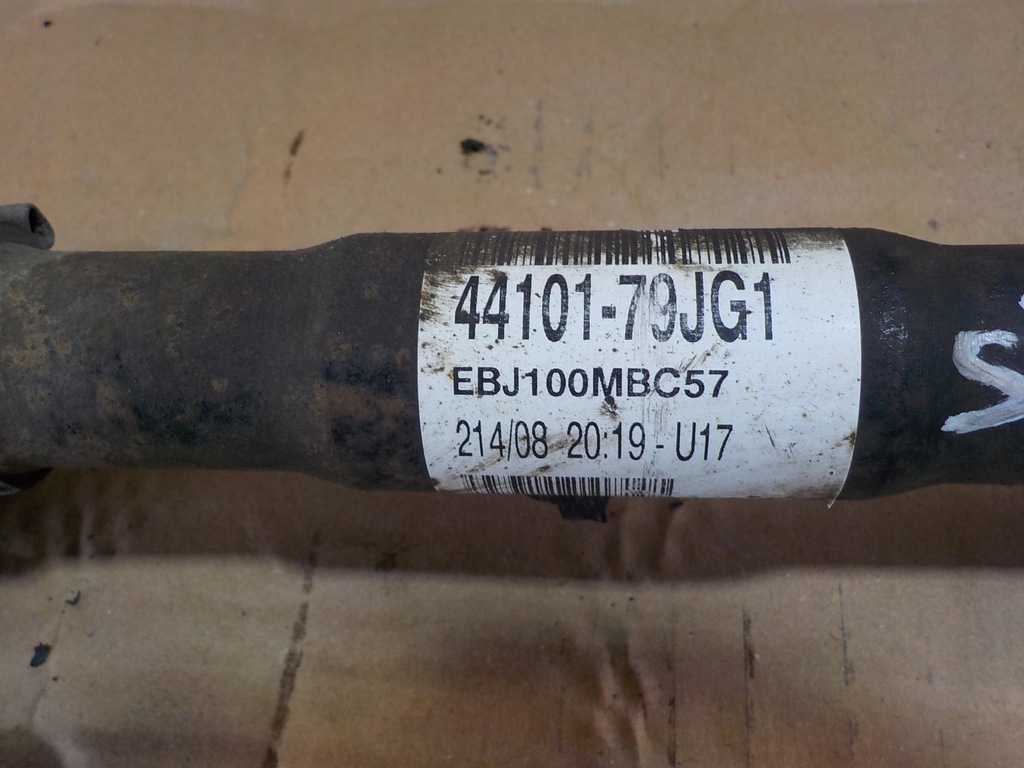 44101-79JG1
EBJ100MBC57
214/08 20:19 - U17
S